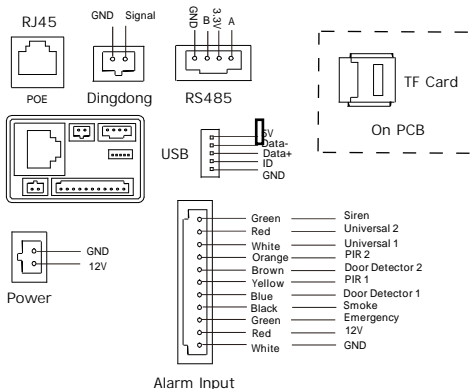 RJ45
POE
GND Signal
Dingdong
GND B 3.3V A
RS485
TF Card
On PCB
USB
5V
Data-
Data+
ID
GND
GND
12V
Power
Green Siren
Red Universal 2
White Universal 1
Orange PIR 2
Brown Door Detector 2
Yellow PIR 1
Blue Door Detector 1
Black Smoke
Green Emergency
Red 12V
White GND
Alarm Input